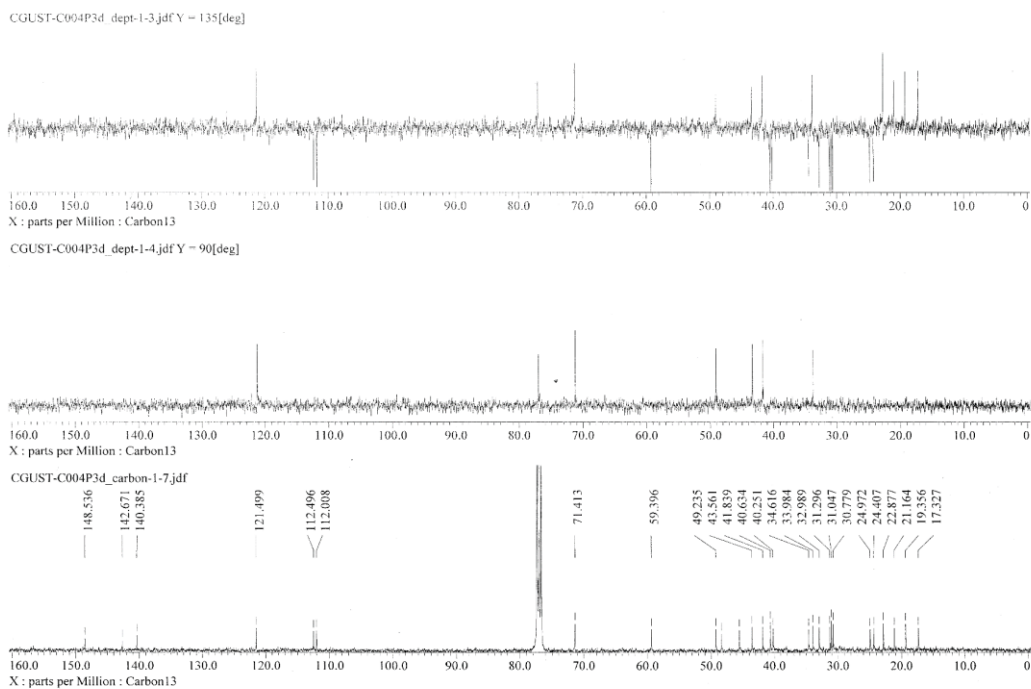 CGUST-C004P3d_dept-1-3.jdf Y = 135[deg]
160.0 150.0 140.0 130.0 120.0 110.0 100.0 90.0 80.0 70.0 60.0 50.0 40.0 30.0 20.0 10.0 0
X : parts per Million : Carbon13
CGUST-C004P3d_dept-1-4.jdf Y = 90[deg]
160.0 150.0 140.0 130.0 120.0 110.0 100.0 90.0 80.0 70.0 60.0 50.0 40.0 30.0 20.0 10.0 0
X : parts per Million : Carbon13
CGUST-C004P3d_carbon-1-7.jdf
148.536
142.671
140.385
121.499
112.496
112.008
71.413
59.396
49.235
43.561
41.839
40.634
40.251
34.616
33.984
32.989
31.296
31.047
30.779
24.972
24.407
22.877
21.164
19.356
17.327
160.0 150.0 140.0 130.0 120.0 110.0 100.0 90.0 80.0 70.0 60.0 50.0 40.0 30.0 20.0 10.0 0
X : parts per Million : Carbon13